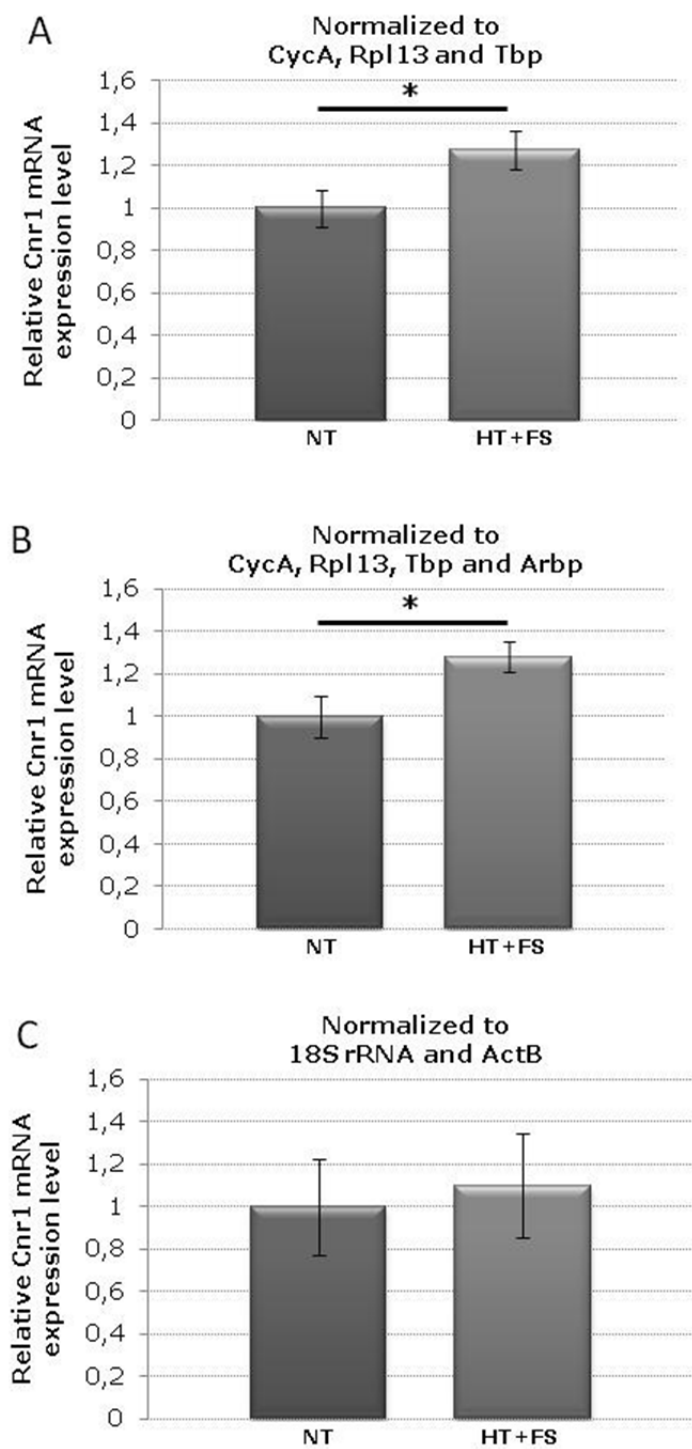 A
Normalized to
CycA, Rpl13 and Tbp
Relative Cnr1 mRNA
expression level
1,6
1,4
1,2
1
0,8
0,6
0,4
0,2
0
*
NT
HT+FS
B
Normalized to
CycA, Rpl13, Tbp and Arbp
Relative Cnr1 mRNA
expression level
1,6
1,4
1,2
1
0,8
0,6
0,4
0,2
0
*
NT
HT+FS
C
Normalized to
18S rRNA and ActB
Relative Cnr1 mRNA
expression level
1,6
1,4
1,2
1
0,8
0,6
0,4
0,2
0
NT
HT+FS